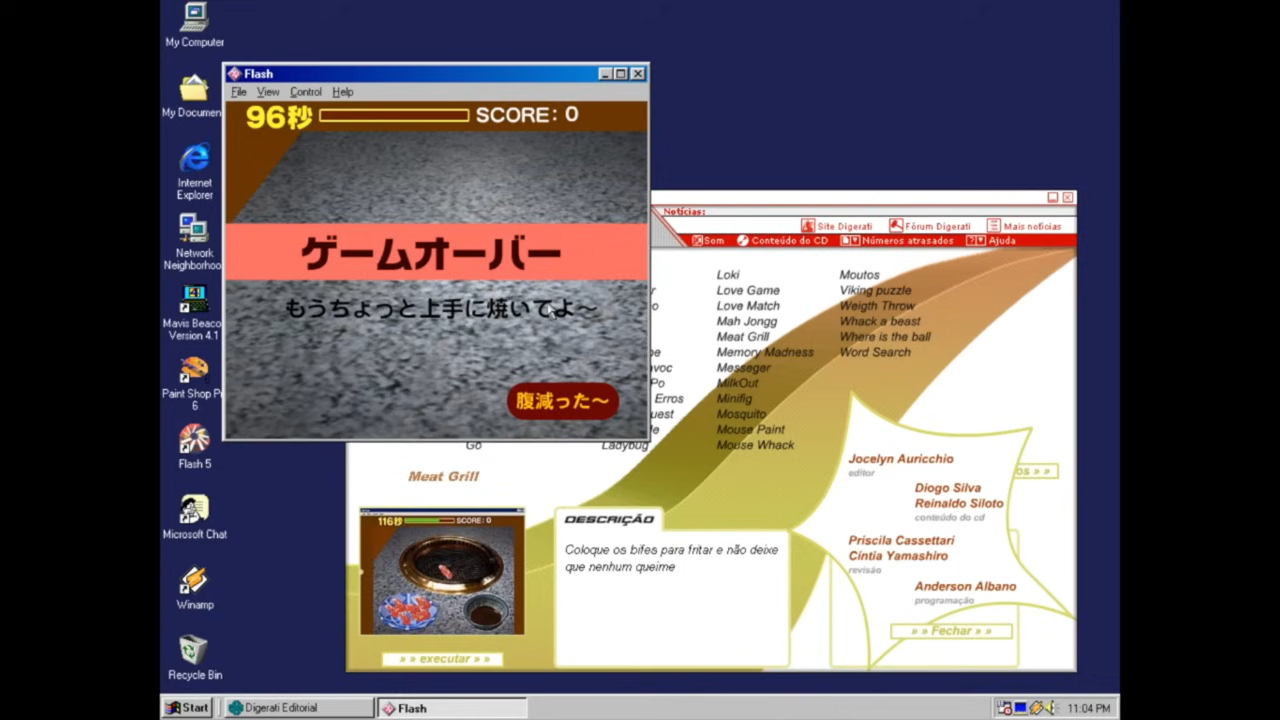 My Computer
My Documen
Internet
Explorer
Network
Neighborhoo
Mavis Beaco
Version 4.1
Paint Shop Pr
6
Flash 5
Microsoft Chat
Winamp
Recycle Bin
Flash
File View Control Help
96秒 SCORE: 0
ゲームオーバー
もうちょっと上手に焼いてよ～
腹減った～
Notícias:
Site Digerati Fórum Digerati Mais notícias
Som Conteúdo do CD Números atrasados Ajuda
Go
Po
Erros
Ladybug
Loki
Love Game
Love Match
Mah Jongg
Meat Grill
Memory Madness
Messeger
MilkOut
Minifig
Mosquito
Mouse Paint
Mouse Whack
Moutos
Viking puzzle
Weigth Throw
Whack a beast
Where is the ball
Word Search
Meat Grill
116秒 SCORE: 0
» » executar » »
DESCRIÇÃO
Coloque os bifes para fritar e não deixe
que nenhum queime
Jocelyn Auricchio
editor
Diogo Silva
Reinaldo Siloto
conteúdo do cd
Priscila Cassettari
Cíntia Yamashiro
revisão
Anderson Albano
programação
» » Fechar » »
os » »
Start Digerati Editorial Flash 11:04 PM